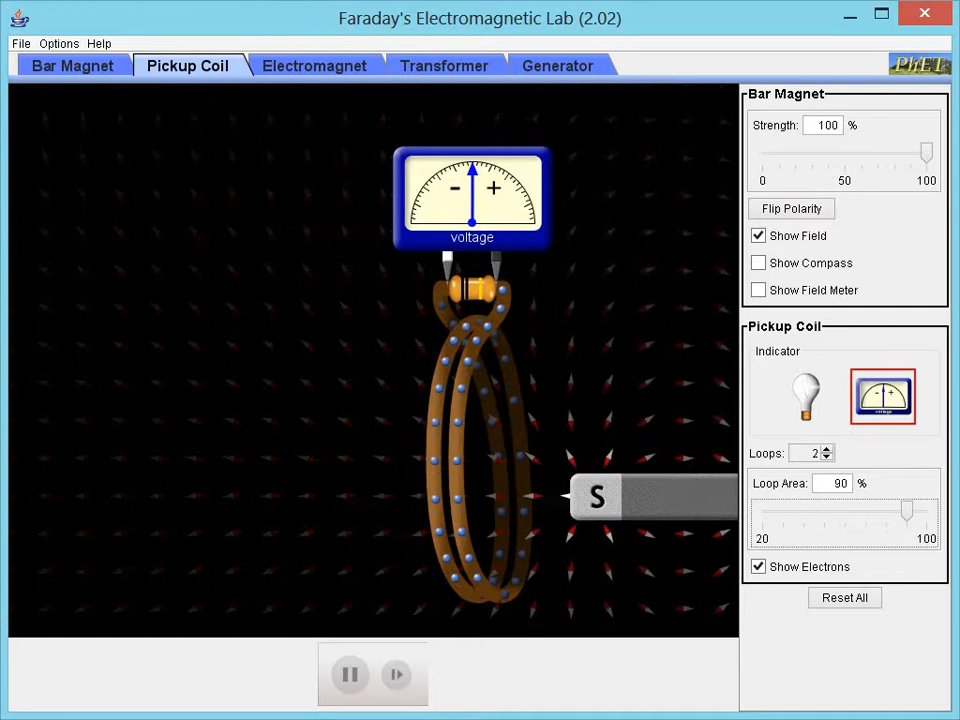 Faraday's Electromagnetic Lab (2.02)
File Options Help
Bar Magnet Pickup Coil Electromagnet Transformer Generator
PhET
Bar Magnet
Strength: 100 %
0 50 100
Flip Polarity
Show Field
Show Compass
Show Field Meter
Pickup Coil
Indicator
- +
voltage
Loops: 2
Loop Area: 90 %
20 100
Show Electrons
Reset All
- +
voltage
S